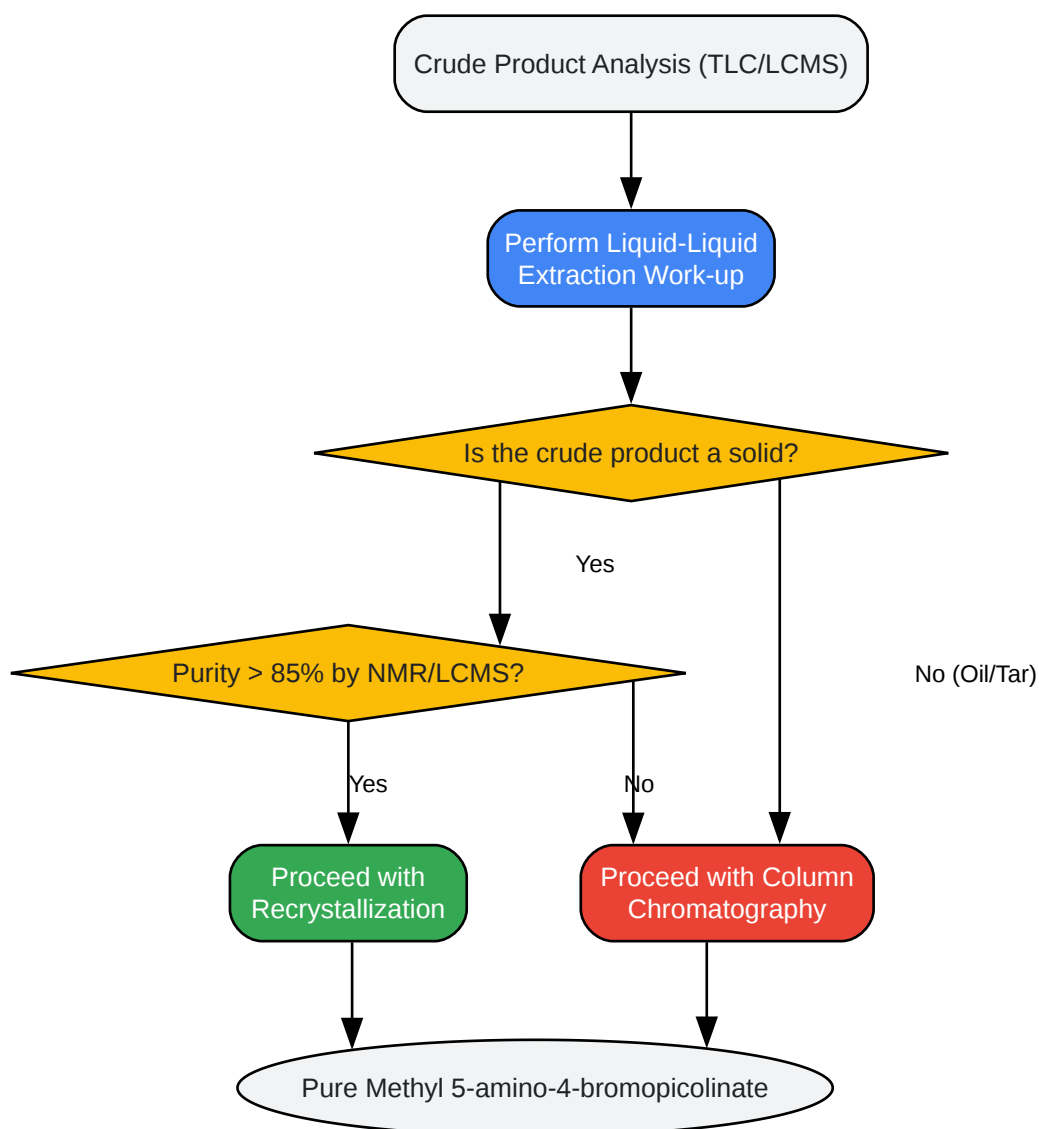 Crude Product Analysis (TLC/LCMS)
Perform Liquid-Liquid
Extraction Work-up
Is the crude product a solid?
Yes
Purity > 85% by NMR/LCMS?
No (Oil/Tar)
Yes
No
Proceed with
Recrystallization
Proceed with Column
Chromatography
Pure Methyl 5-amino-4-bromopicolinate